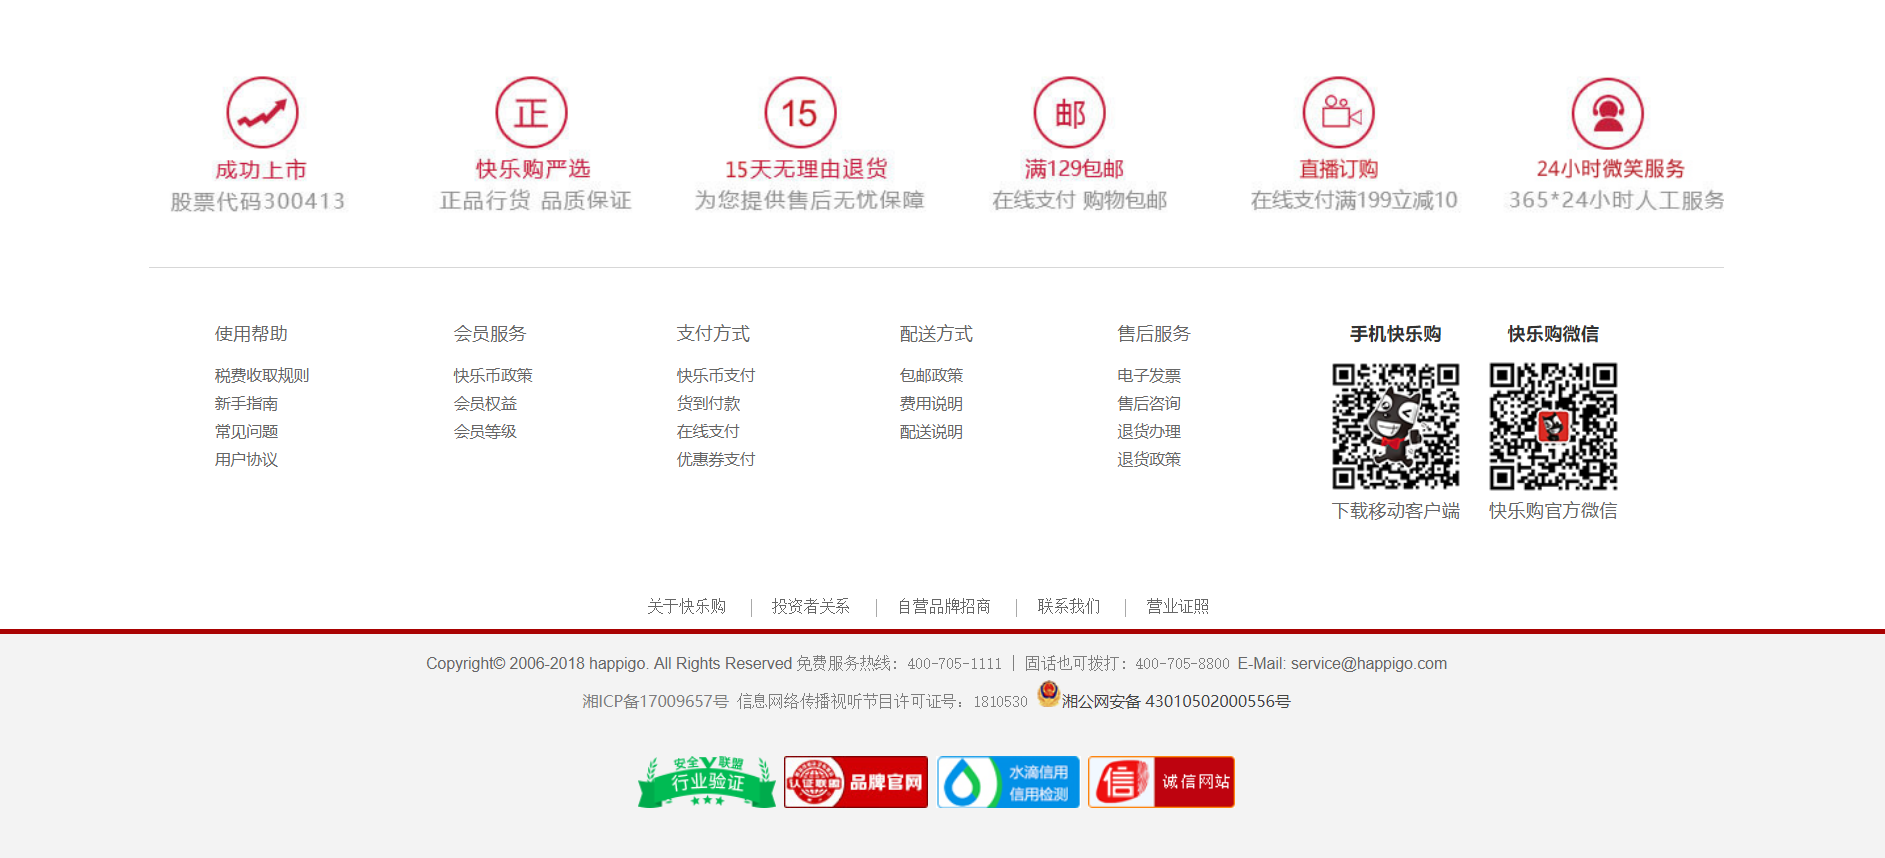 正
15
邮
成功上市
快乐购严选
15天无理由退货
满129包邮
直播订购
24小时微笑服务
股票代码300413
正品行货 品质保证
为您提供售后无忧保障
在线支付 购物包邮
在线支付满199立减10
365*24小时人工服务
使用帮助
税费收取规则
新手指南
常见问题
用户协议
会员服务
快乐币政策
会员权益
会员等级
支付方式
快乐币支付
货到付款
在线支付
优惠券支付
配送方式
包邮政策
费用说明
配送说明
售后服务
电子发票
售后咨询
退货办理
退货政策
手机快乐购
下载移动客户端
快乐购微信
快乐购官方微信
关于快乐购 | 投资者关系 | 自营品牌招商 | 联系我们 | 营业证照
Copyright© 2006-2018 happigo. All Rights Reserved 免费服务热线：400-705-1111 | 固话也可拨打：400-705-8800 E-Mail: service@happigo.com
湘ICP备17009657号 信息网络传播视听节目许可证号：1810530 湘公网安备 43010502000556号
安全V联盟
行业验证
认证联盟
品牌官网
水滴信用
信用检测
信
诚信网站